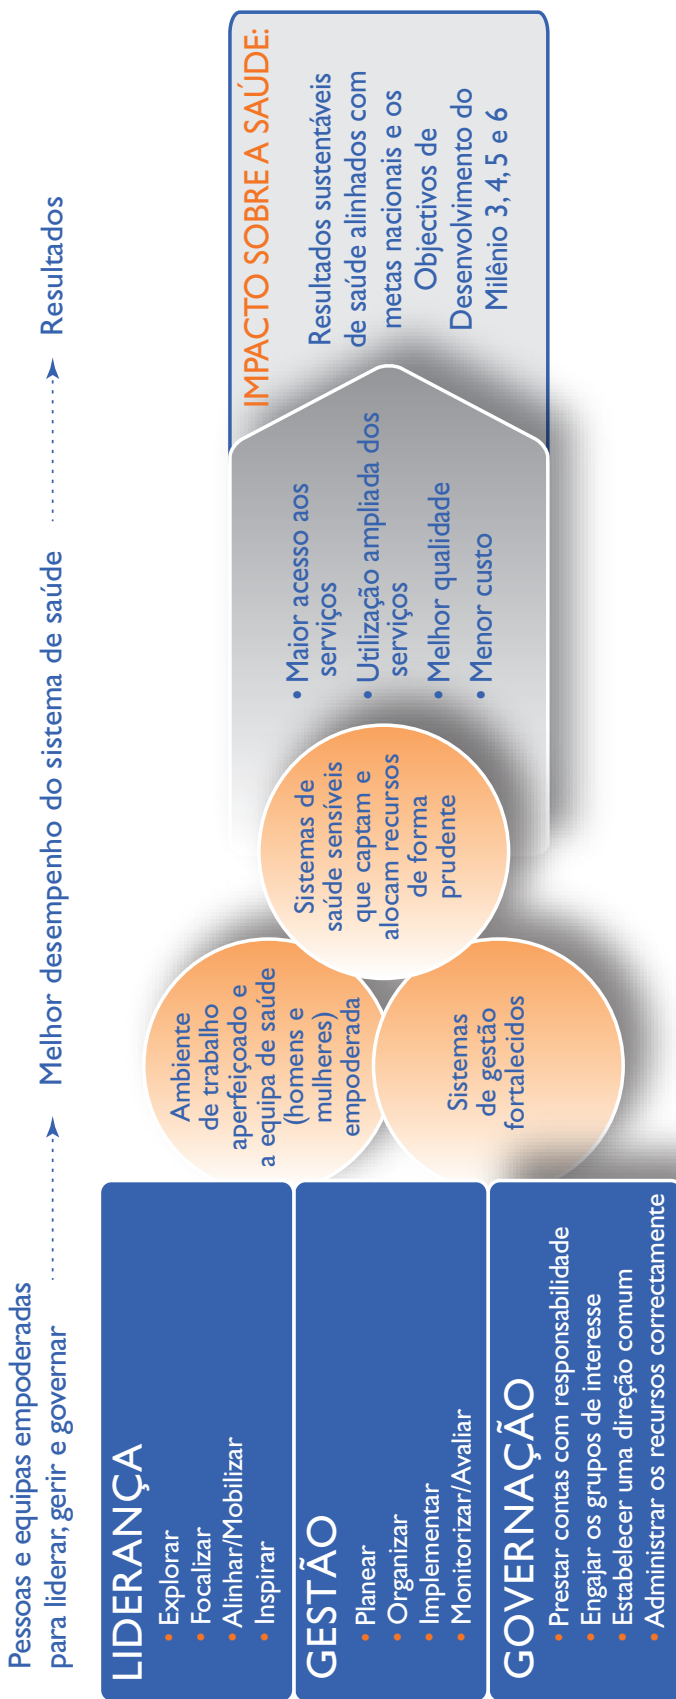 Pessoas e equipas empoderadas
para liderar, gerir e governar
Melhor desempenho do sistema de saúde
Resultados
LIDERANÇA
• Explorar
• Focalizar
• Alinhar/Mobilizar
• Inspirar
GESTÃO
• Planear
• Organizar
• Implementar
• Monitorizar/Avaliar
GOVERNAÇÃO
• Prestar contas com responsabilidade
• Engajar os grupos de interesse
• Estabelecer uma direção comum
• Administrar os recursos correctamente
Ambiente
de trabalho
aperfeiçoado e
a equipa de saúde
(homens e
mulheres)
empoderada
Sistemas
de gestão
fortalecidos
Sistemas de
saúde sensíveis
que captam e
alocam recursos
de forma
prudente
• Maior acesso aos
serviços
• Utilização ampliada dos
serviços
• Melhor qualidade
• Menor custo
IMPACTO SOBRE A SAÚDE:
Resultados sustentáveis
de saúde alinhados com
metas nacionais e os
Objectivos de
Desenvolvimento do
Milênio 3, 4, 5 e 6